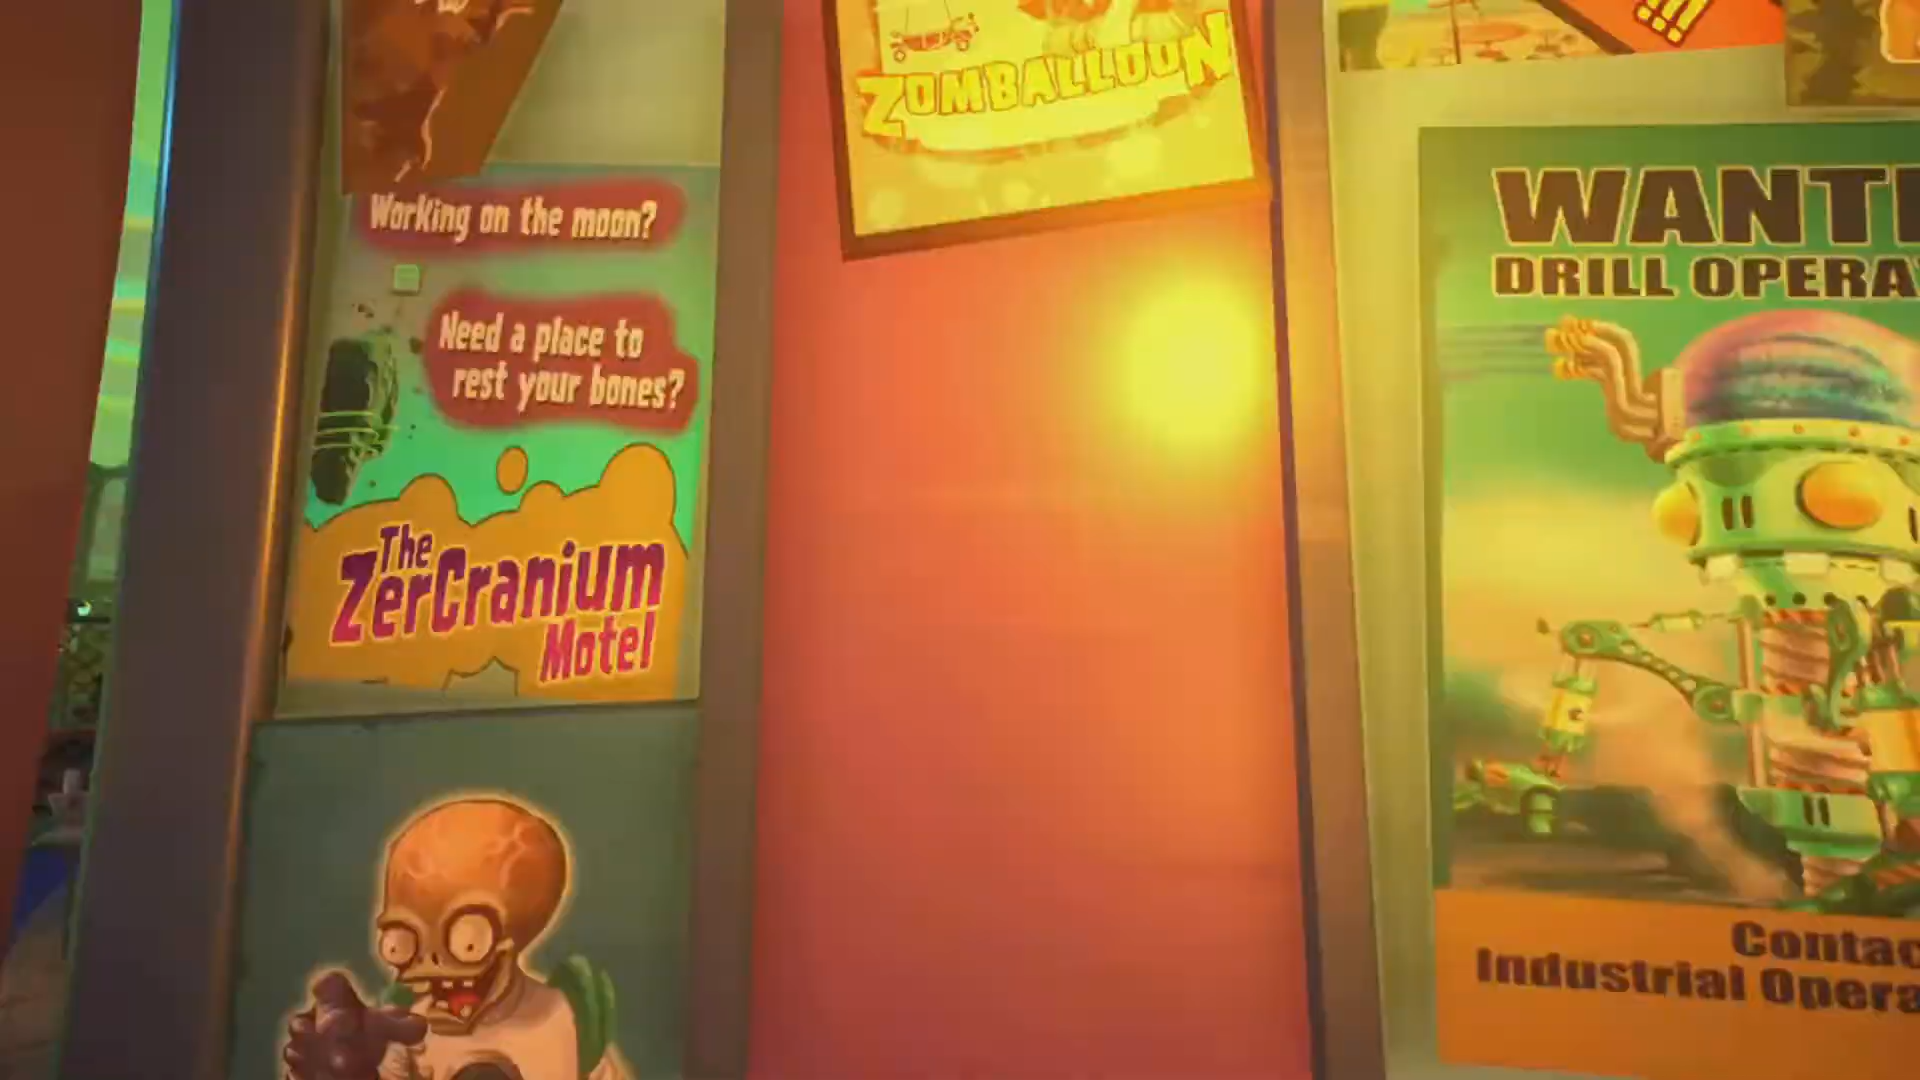 Working on the moon?
Need a place to
rest your bones?
The
ZerCranium
Motel
ZOMBALLOON
!!!
WANT
DRILL OPERA
Contac
Industrial Opera